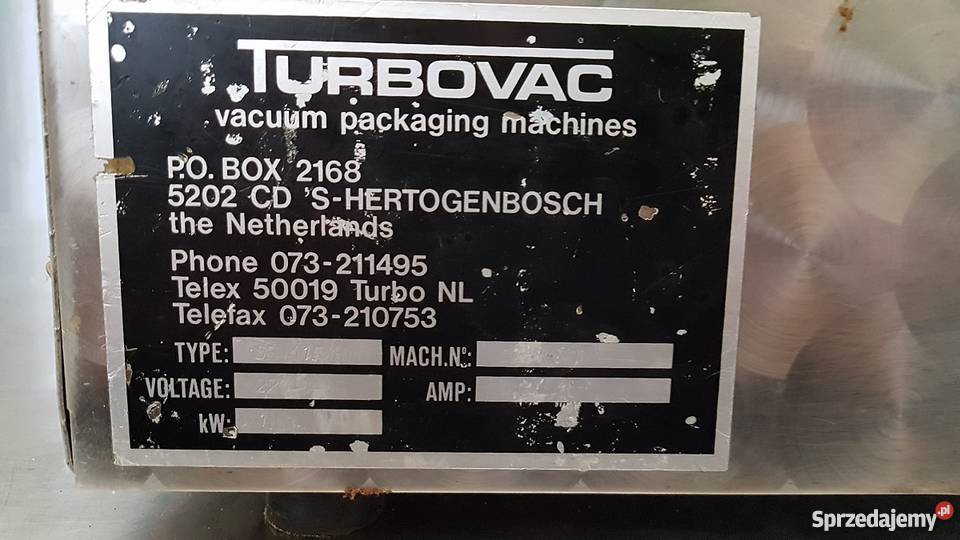 TURBOVAC
vacuum packaging machines
P.O. BOX 2168
5202 CD 'S-HERTOGENBOSCH
the Netherlands
Phone 073-211495
Telex 50019 Turbo NL
Telefax 073-210753
TYPE: MACH.Nº:
VOLTAGE: AMP:
kW:
Sprzedajemy.pl